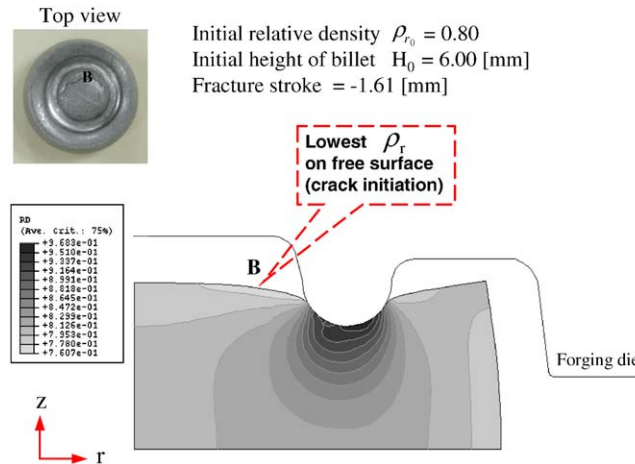 Top view
B
Initial relative density ρr0 = 0.80
Initial height of billet H0 = 6.00 [mm]
Fracture stroke = -1.61 [mm]
Lowest ρr
on free surface
(crack initiation)
RD
(Ave. Crit.: 75%)
+9.683e-01
+9.510e-01
+9.337e-01
+9.164e-01
+8.991e-01
+8.818e-01
+8.645e-01
+8.472e-01
+8.299e-01
+8.126e-01
+7.953e-01
+7.780e-01
+7.607e-01
B
Forging die
z
r